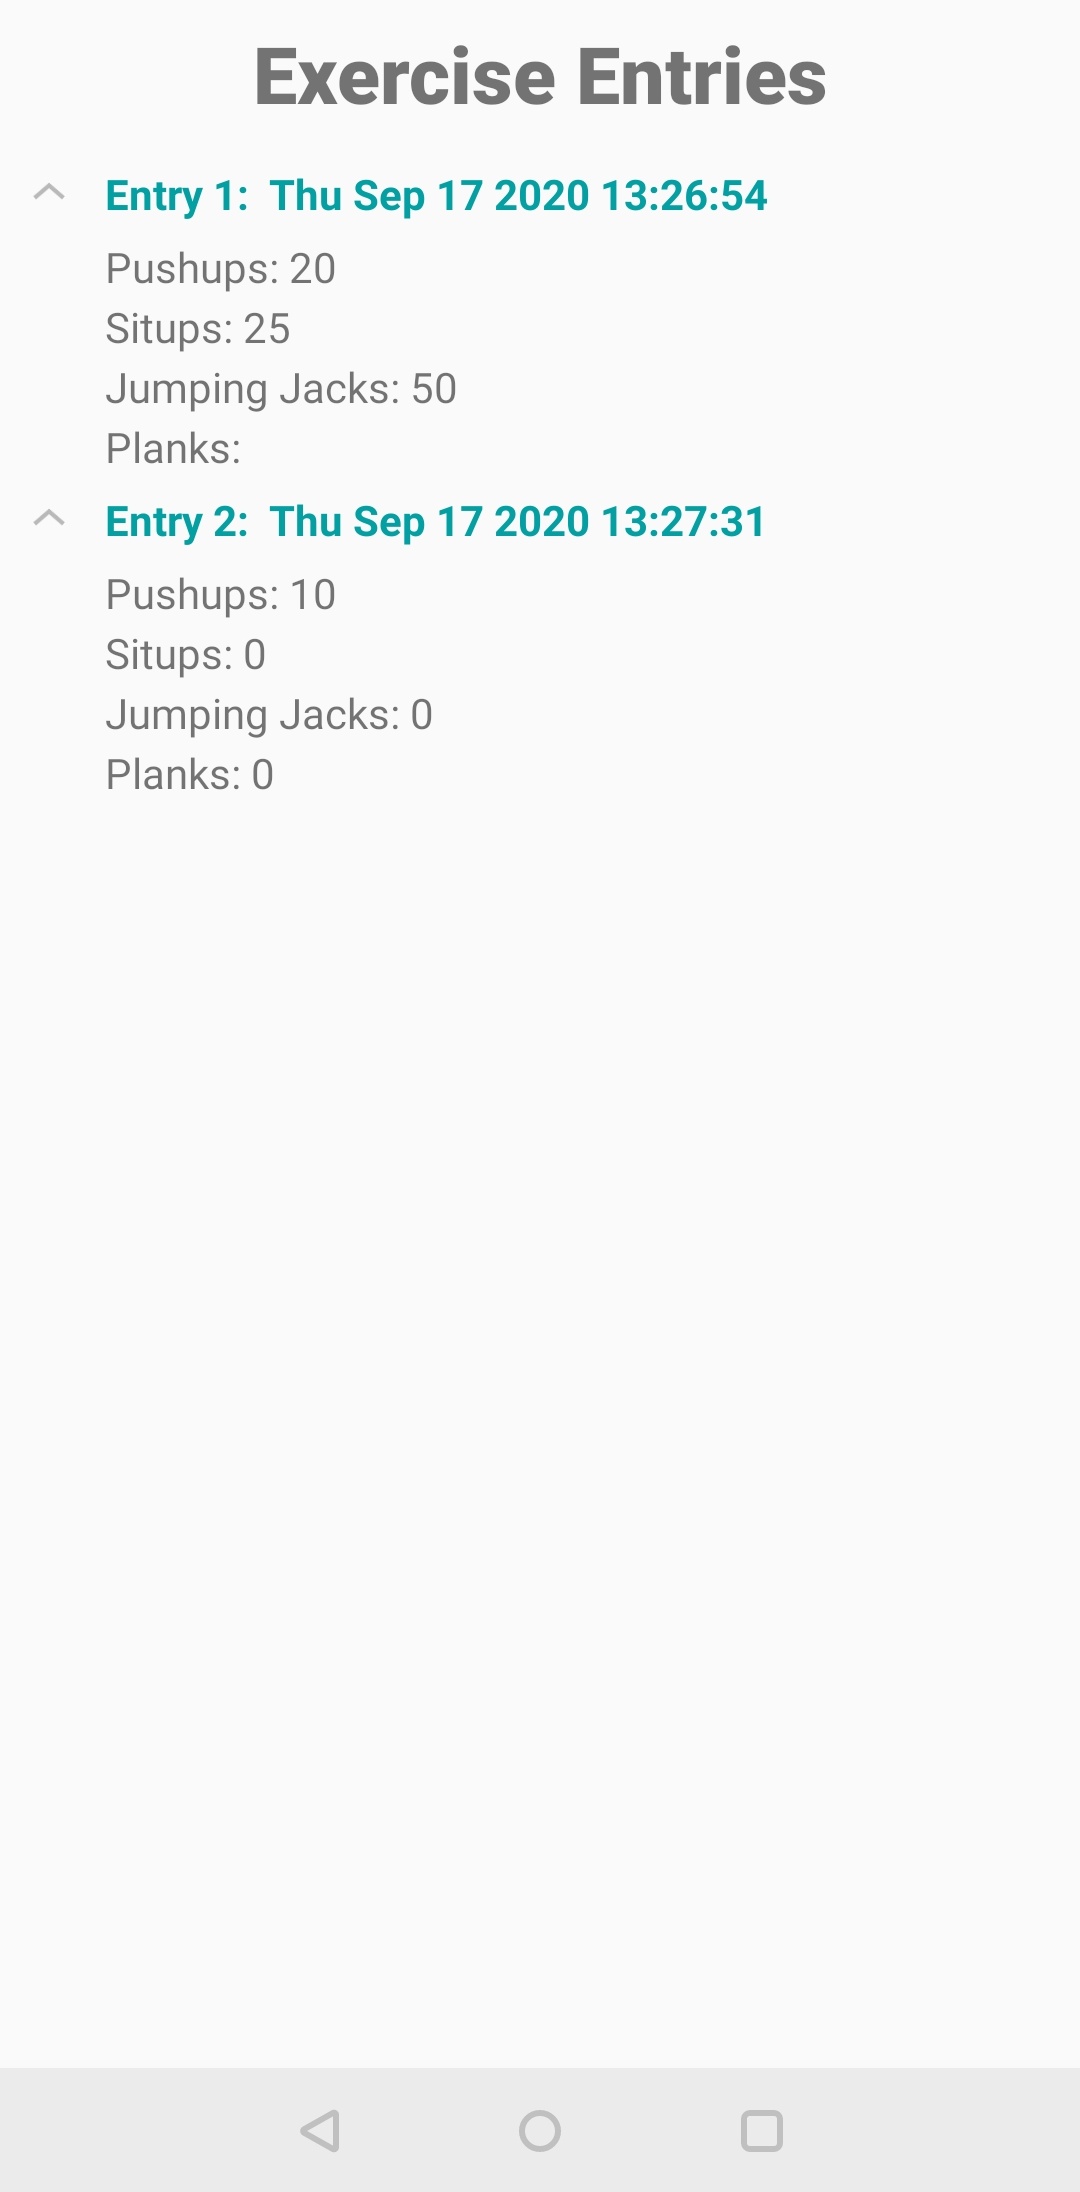 Exercise Entries
Entry 1:  Thu Sep 17 2020 13:26:54
Pushups: 20
Situps: 25
Jumping Jacks: 50
Planks:
Entry 2:  Thu Sep 17 2020 13:27:31
Pushups: 10
Situps: 0
Jumping Jacks: 0
Planks: 0